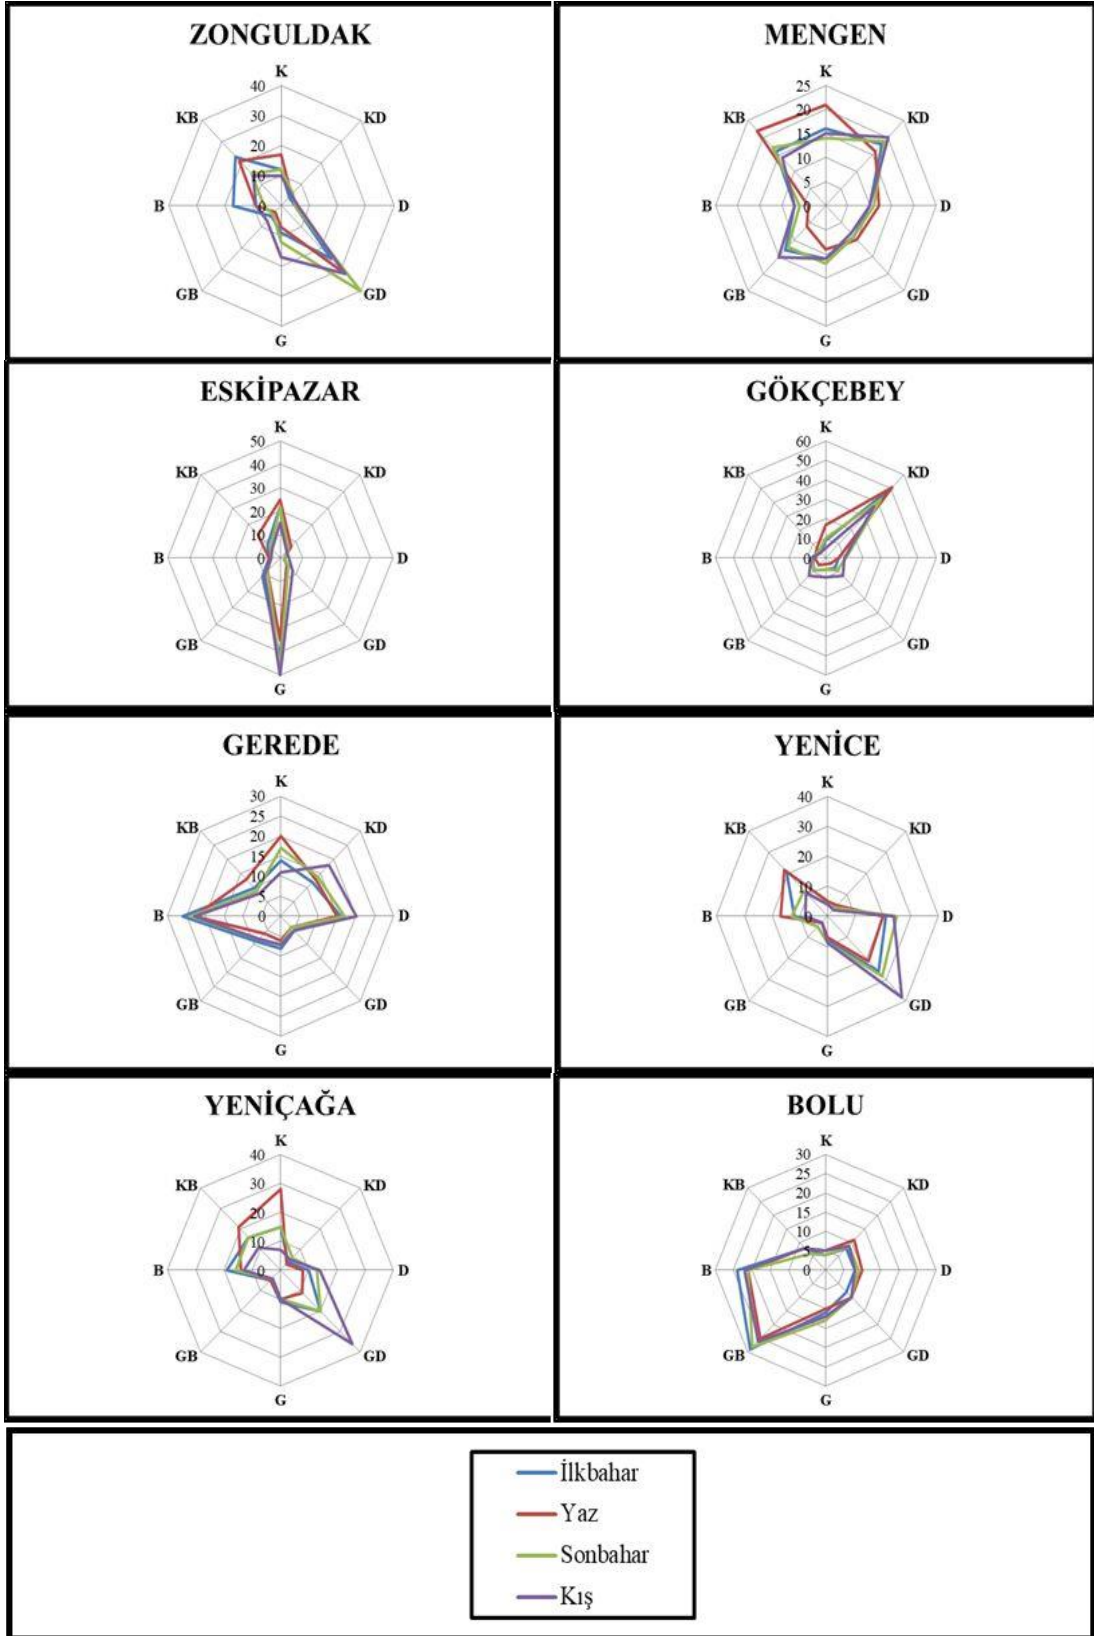 ZONGULDAK
K
40
KB
KD
30
20
10
B
0
D
GB
GD
G
MENGEN
K
25
KB
KD
20
15
10
5
B
0
D
GB
GD
G
ESKİPAZAR
K
50
KB
KD
40
30
20
10
B
0
D
GB
GD
G
GÖKÇEBEY
K
60
KB
KD
50
40
30
20
10
B
0
D
GB
GD
G
GEREDE
K
30
KB
KD
25
20
15
10
5
B
0
D
GB
GD
G
YENİCE
K
40
KB
KD
30
20
10
B
0
D
GB
GD
G
YENİÇAĞA
K
40
KB
KD
30
20
10
B
0
D
GB
GD
G
BOLU
K
30
KB
KD
25
20
15
10
5
B
0
D
GB
GD
G
İlkbahar
Yaz
Sonbahar
Kış